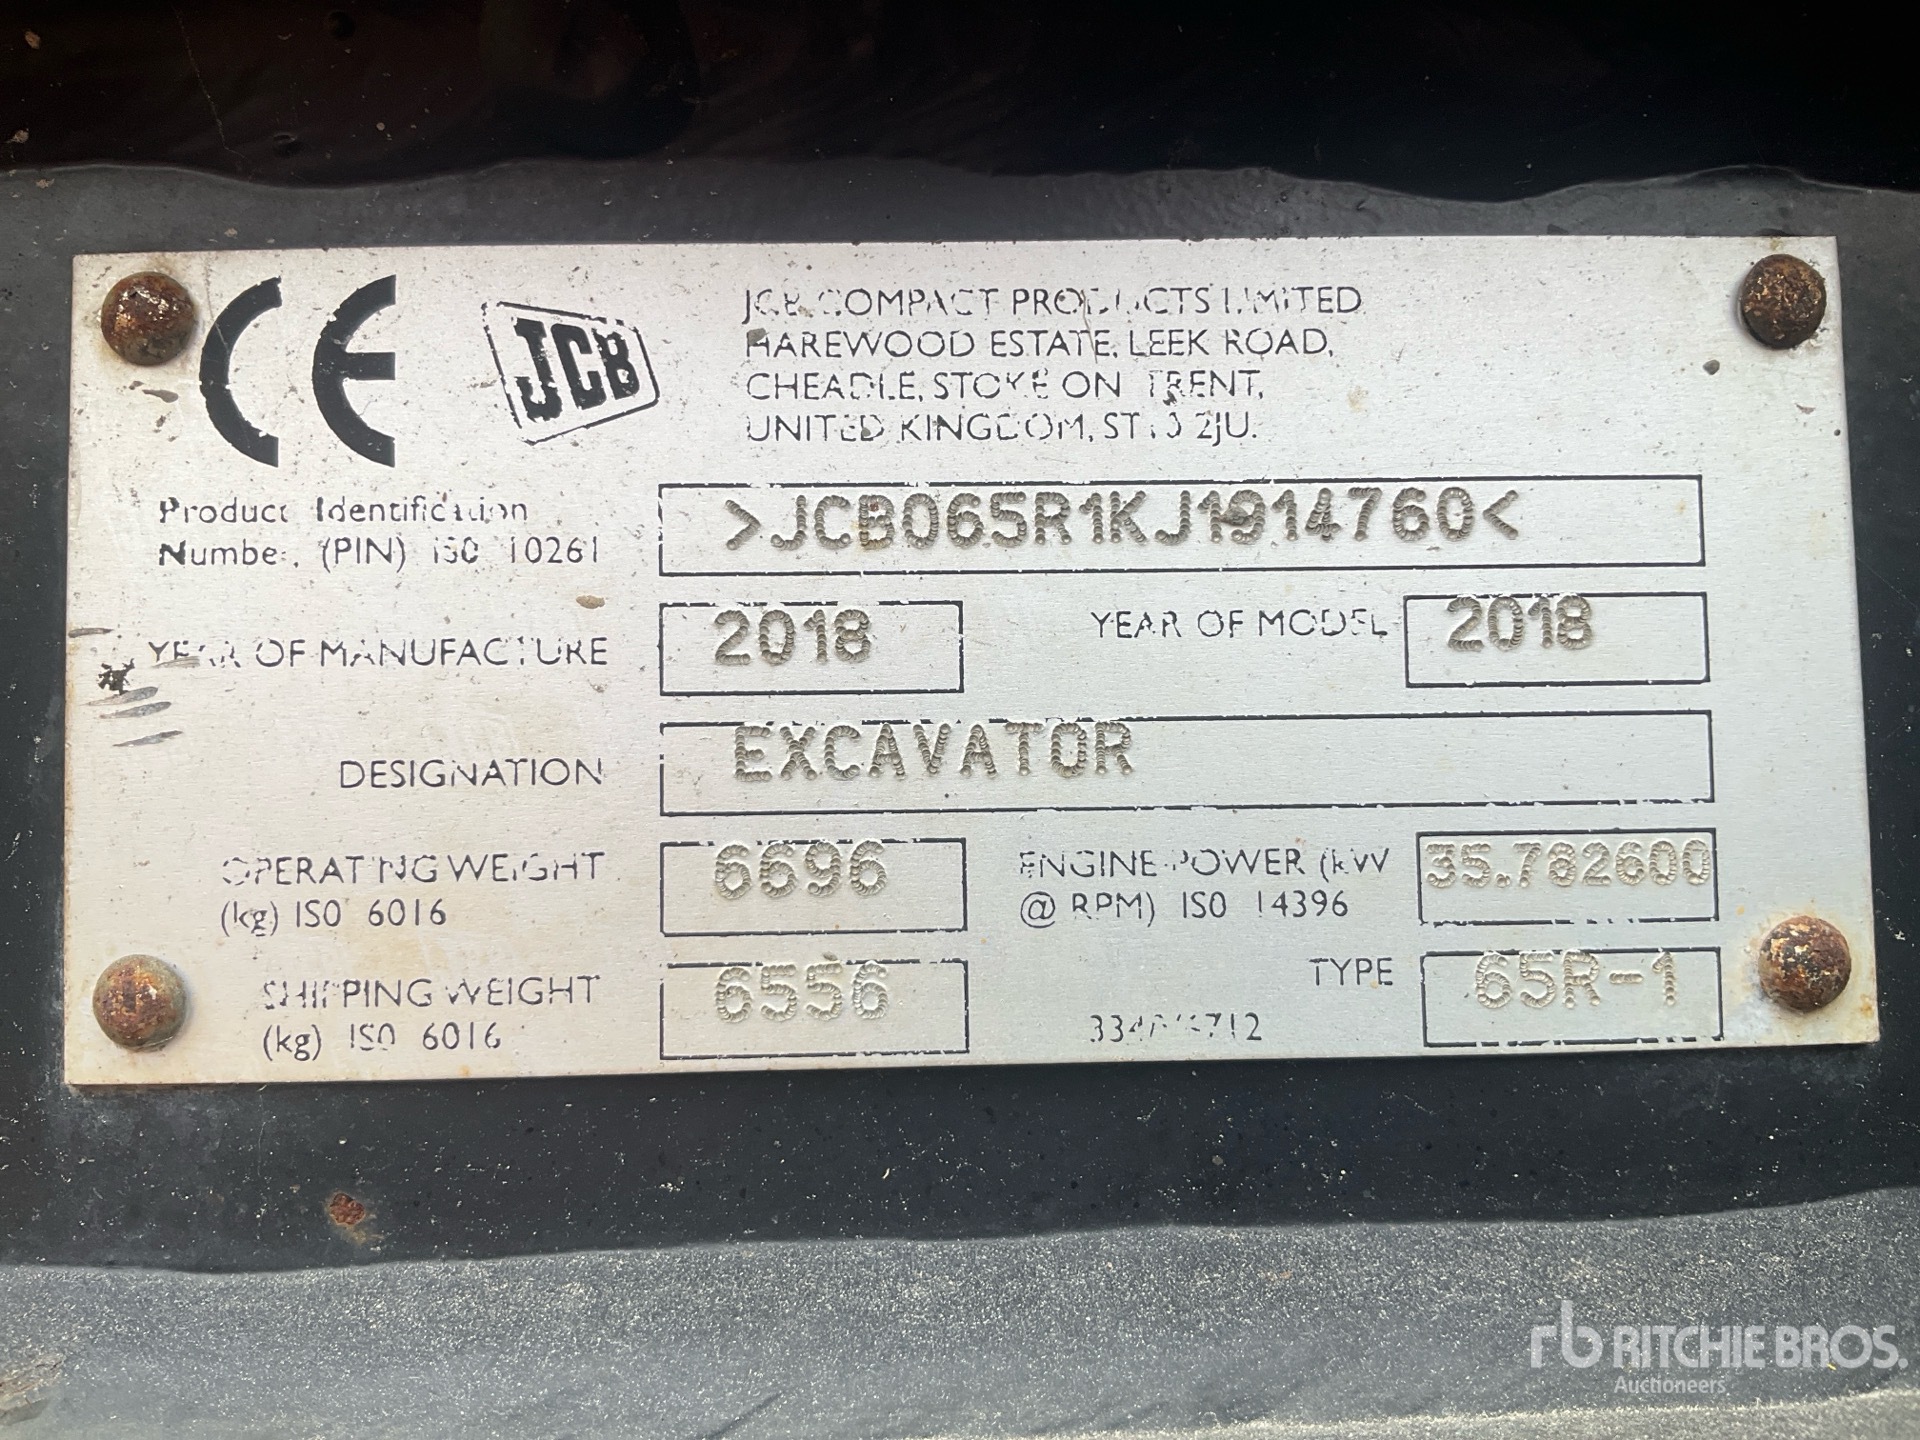 CE
JCB
JCB COMPACT PRODUCTS LIMITED
HAREWOOD ESTATE, LEEK ROAD,
CHEADLE, STOKE ON TRENT,
UNITED KINGDOM, ST10 2JU.
Product Identification
Number, (PIN) ISO 10261
>JCB065R1KJ1914760<
YEAR OF MANUFACTURE 2018 YEAR OF MODEL 2018
DESIGNATION EXCAVATOR
OPERATING WEIGHT
(kg) ISO 6016
6696
ENGINE POWER (kW
@ RPM) ISO 14396
35.782600
SHIPPING WEIGHT
(kg) ISO 6016
6556
TYPE 65R-1
rb RITCHIE BROS.
Auctioneers